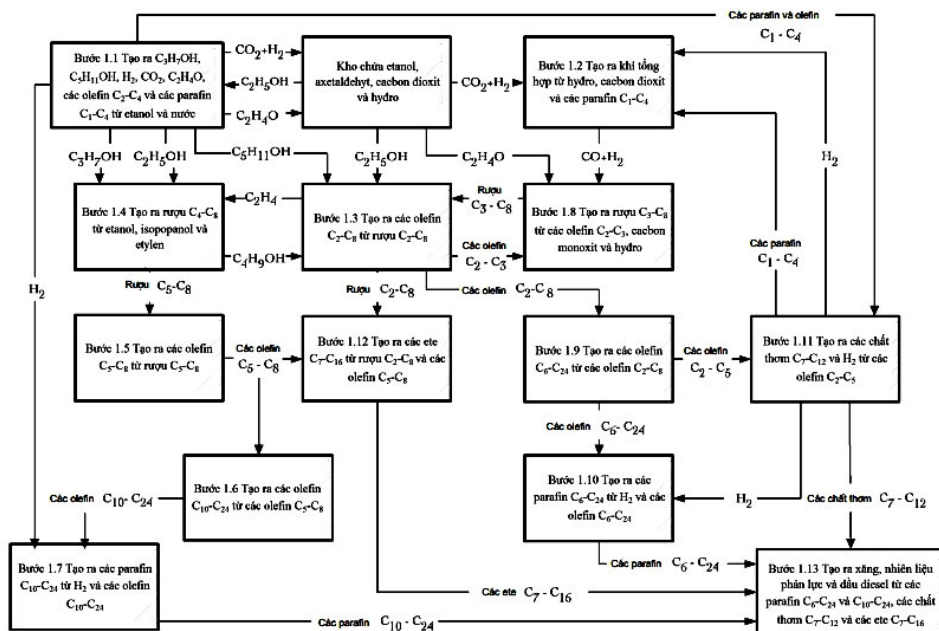 Các parafin và olefin
C₁ - C₄
Bước 1.1 Tạo ra C₃H₇OH,
C₅H₁₁OH, H₂, CO₂, C₂H₄O,
các olefin C₂–C₄ và các parafin
C₁–C₄ từ etanol và nước
CO₂+H₂
C₂H₅OH
C₂H₄O
Kho chứa etanol,
axetaldehyt, cacbon dioxit
và hydro
CO₂+H₂
Bước 1.2 Tạo ra khí tổng
hợp từ hydro, cacbon dioxit
và các parafin C₁–C₄
C₃H₇OH
C₂H₅OH
C₅H₁₁OH
C₂H₅OH
C₂H₄O
CO+H₂
H₂
Bước 1.4 Tạo ra rượu C₄–C₈
từ etanol, isopopanol và
etylen
C₂H₄
C₄H₉OH
Bước 1.3 Tạo ra các olefin
C₂–C₈ từ rượu C₂–C₈
Rượu
C₃ - C₈
Các olefin
C₂ - C₃
Bước 1.8 Tạo ra rượu C₃–C₈
từ các olefin C₂–C₃, cacbon
monoxit và hydro
Các parafin
C₁ - C₄
H₂
Rượu C₅–C₈
Rượu C₂–C₈
Các olefin C₂–C₈
Bước 1.5 Tạo ra các olefin
C₅–C₈ từ rượu C₅–C₈
Các olefin
C₅ - C₈
Bước 1.12 Tạo ra các ete
C₇–C₁₆ từ rượu C₂–C₈ và các
olefin C₅–C₈
Bước 1.9 Tạo ra các olefin
C₆–C₂₄ từ các olefin C₂–C₈
Các olefin
C₂ - C₅
Bước 1.11 Tạo ra các chất
thơm C₇–C₁₂ và H₂ từ các
olefin C₂–C₅
Các olefin C₆- C₂₄
Bước 1.6 Tạo ra các olefin
C₁₀–C₂₄ từ các olefin C₅–C₈
Bước 1.10 Tạo ra các
parafin C₆–C₂₄ từ H₂ và các
olefin C₆–C₂₄
H₂
Các olefin C₁₀- C₂₄
Các chất thơm C₇ - C₁₂
Bước 1.7 Tạo ra các parafin
C₁₀–C₂₄ từ H₂ và các olefin
C₁₀–C₂₄
Các parafin C₆ - C₂₄
Bước 1.13 Tạo ra xăng, nhiên liệu
phản lực và dầu diesel từ các
parafin C₆–C₂₄ và C₁₀–C₂₄, các chất
thơm C₇–C₁₂ và các ete C₇–C₁₆
Các ete C₇ - C₁₆
Các parafin C₁₀ - C₂₄